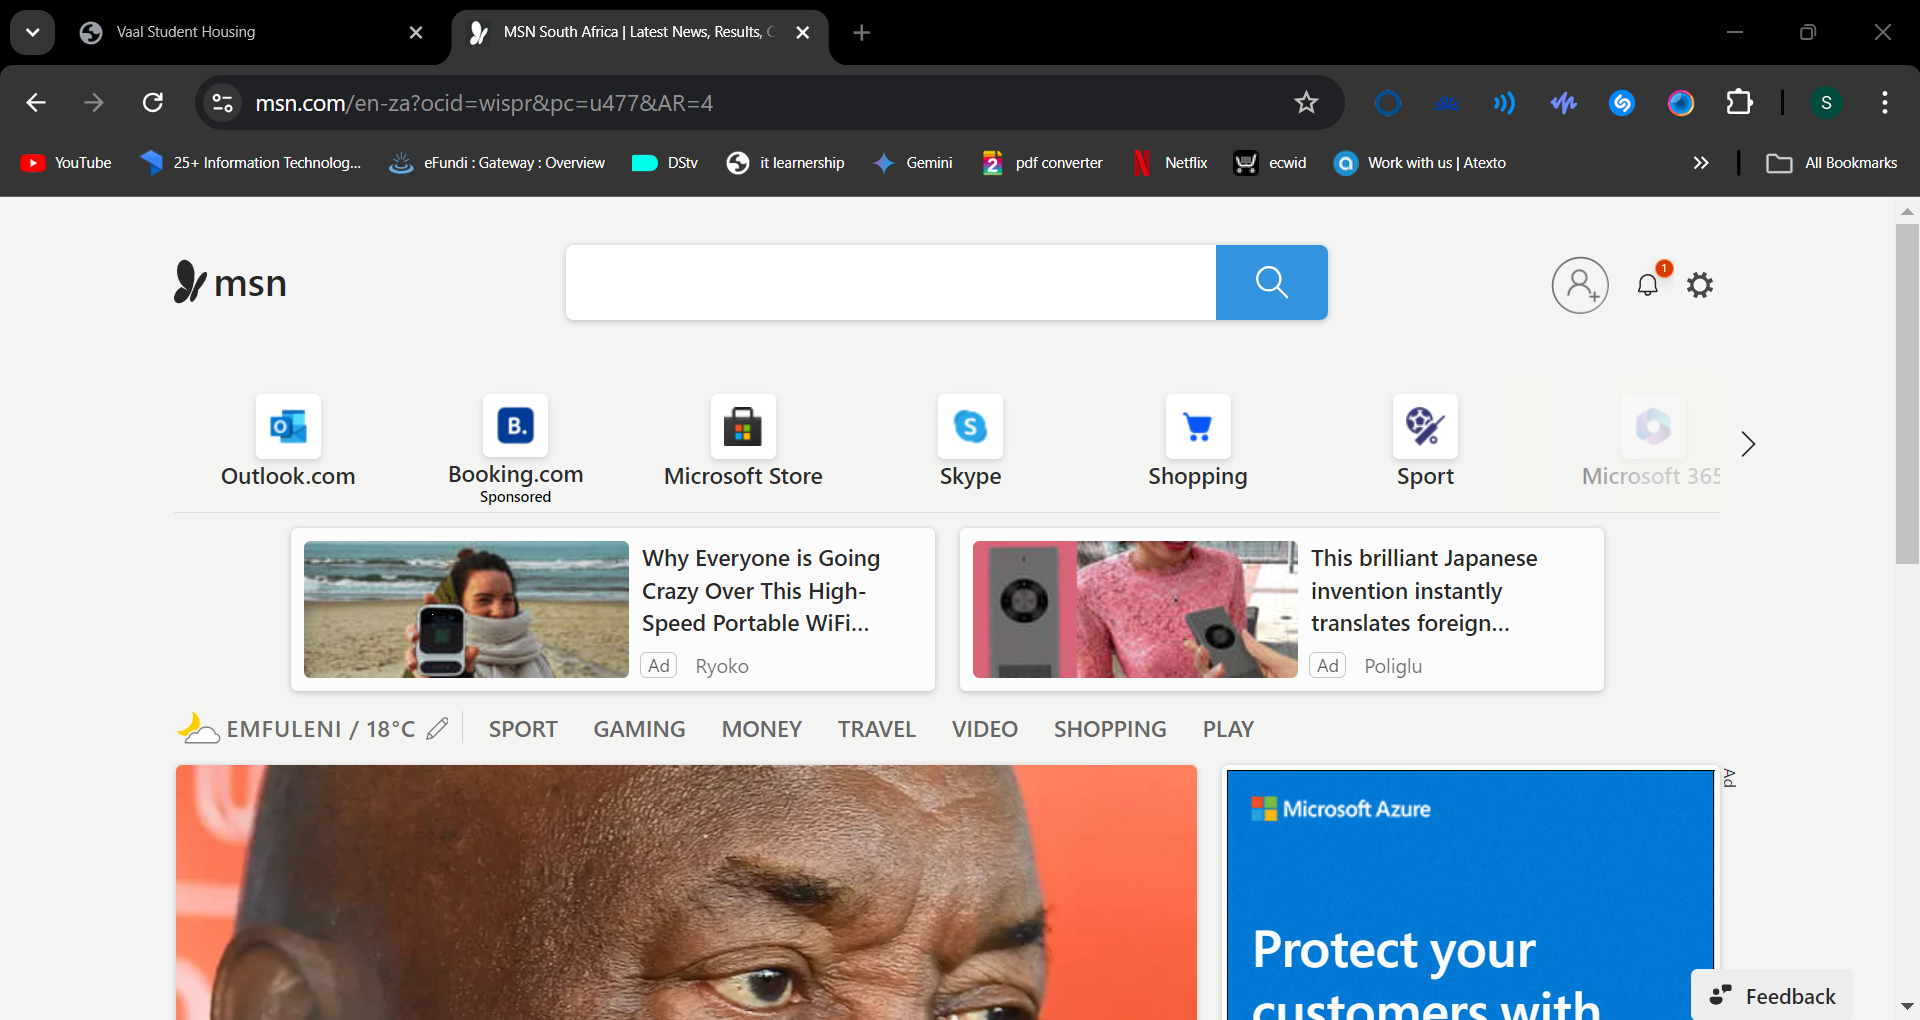 Vaal Student Housing
MSN South Africa | Latest News, Results,
msn.com/en-za?ocid=wispr&pc=u477&AR=4
S
YouTube
25+ Information Technolog...
eFundi : Gateway : Overview
DStv
it learnership
Gemini
pdf converter
Netflix
ecwid
Work with us | Atexto
All Bookmarks
msn
1
Outlook.com
Booking.com
Sponsored
Microsoft Store
Skype
Shopping
Sport
Microsoft 365
Why Everyone is Going
Crazy Over This High-
Speed Portable WiFi...
Ad Ryoko
This brilliant Japanese
invention instantly
translates foreign...
Ad Poliglu
EMFULENI / 18°C
SPORT
GAMING
MONEY
TRAVEL
VIDEO
SHOPPING
PLAY
Ad
Microsoft Azure
Protect your
customers with
Feedback